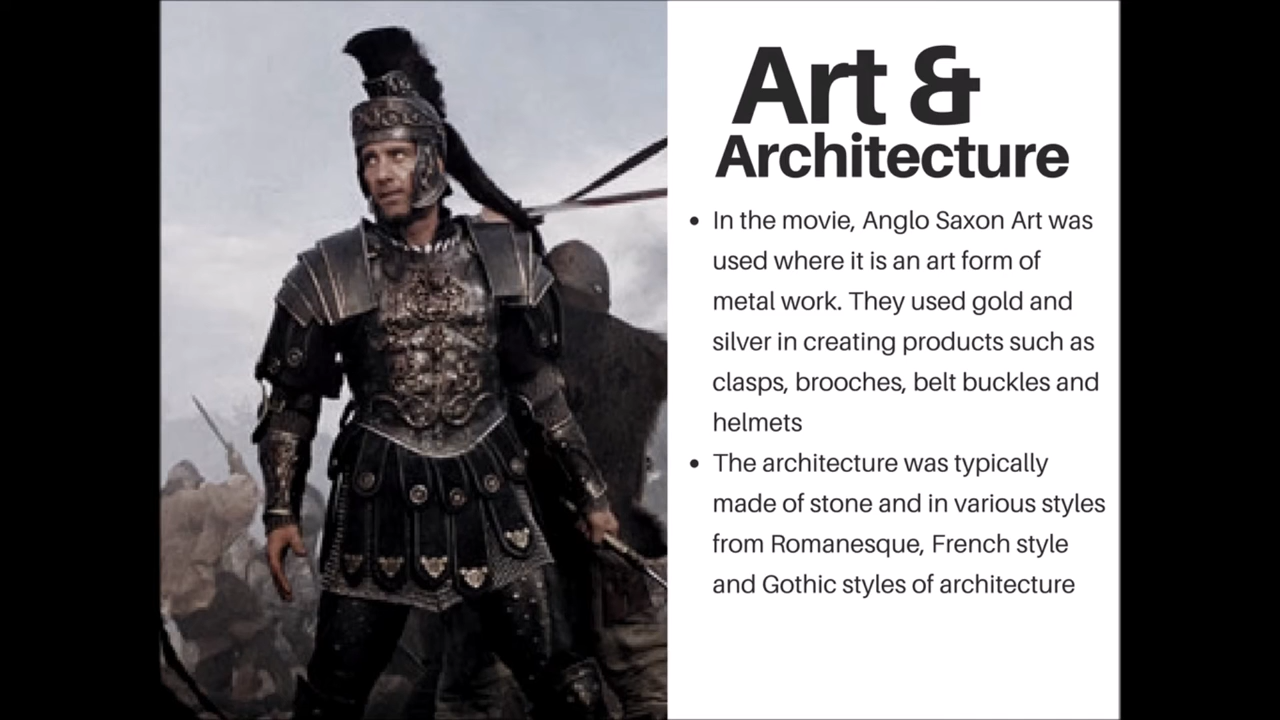 Art &
Architecture
• In the movie, Anglo Saxon Art was
used where it is an art form of
metal work. They used gold and
silver in creating products such as
clasps, brooches, belt buckles and
helmets
• The architecture was typically
made of stone and in various styles
from Romanesque, French style
and Gothic styles of architecture